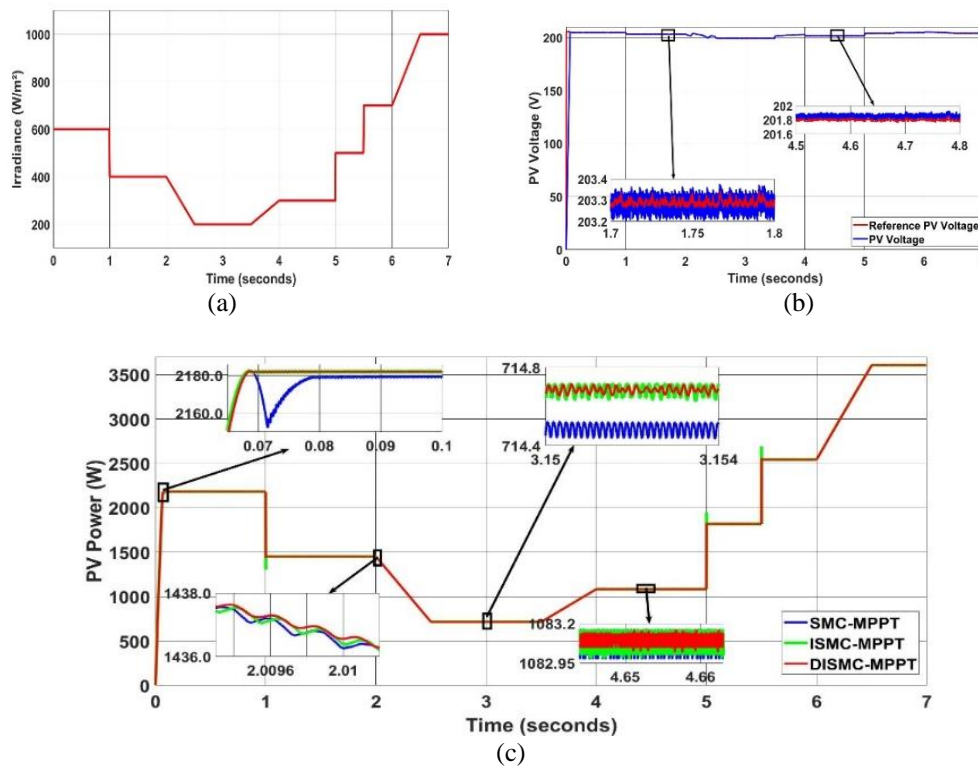 1000
800
600
400
200
Irradiance (W/m²)
0 1 2 3 4 5 6 7
Time (seconds)
(a)
200
150
100
50
0
PV Voltage (V)
202
201.8
201.6
4.5 4.6 4.7 4.8
203.4
203.3
203.2
1.7 1.75 1.8
Reference PV Voltage
PV Voltage
0 1 2 3 4 5 6
Time (seconds)
(b)
3500
3000
2500
2000
1500
1000
500
0
PV Power (W)
2180.0
2160.0
0.07 0.08 0.09 0.1
714.8
714.4
3.15 3.154
1438.0
1436.0
2.0096 2.01
1083.2
1082.95
4.65 4.66
SMC-MPPT
ISMC-MPPT
DISMC-MPPT
0 1 2 3 4 5 6 7
Time (seconds)
(c)